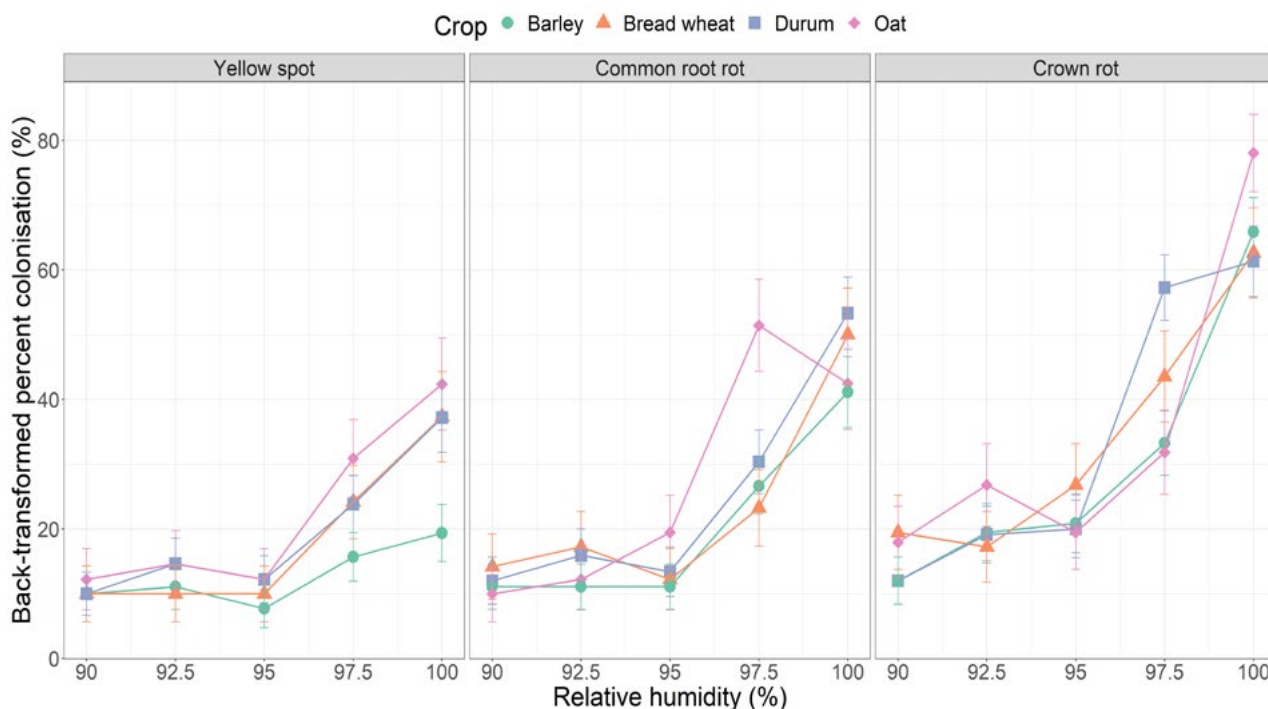 Crop Barley Bread wheat Durum Oat
Yellow spot Common root rot Crown rot
Back-transformed percent colonisation (%)
80
60
40
20
0
90 92.5 95 97.5 100 90 92.5 95 97.5 100 90 92.5 95 97.5 100
Relative humidity (%)